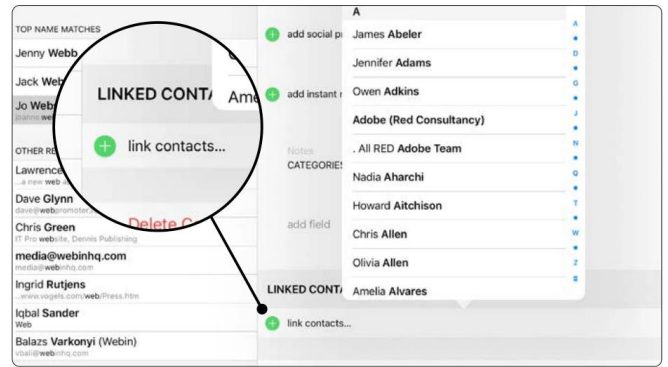 TOP NAME MATCHES
Jenny Webb
Jack Web
Jo Webs
joanne.web
OTHER RE
Lawrence
...a new web a
Dave Glynn
dave@webpromoter.
Chris Green
IT Pro website, Dennis Publishing
media@webinhq.com
media@webinhq.com
Ingrid Rutjens
...www.vogels.com/web/Press.htm
Iqbal Sander
Web
Balazs Varkonyi (Webin)
vbali@webinhq.com
LINKED CONTA
Ame
link contacts...
Delete C
add social p
add instant
Notes
CATEGORIES
add field
LINKED CONTA
link contacts...
A
James Abeler
Jennifer Adams
Owen Adkins
Adobe (Red Consultancy)
. All RED Adobe Team
Nadia Aharchi
Howard Aitchison
Chris Allen
Olivia Allen
Amelia Alvares
A
D
G
J
N
Q
T
W
Z
#